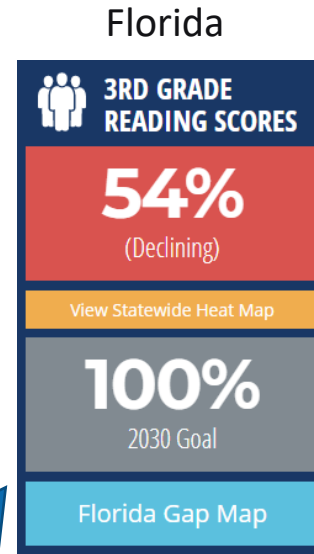 Florida
3RD GRADE
READING SCORES
54%
(Declining)
View Statewide Heat Map
100%
2030 Goal
Florida Gap Map